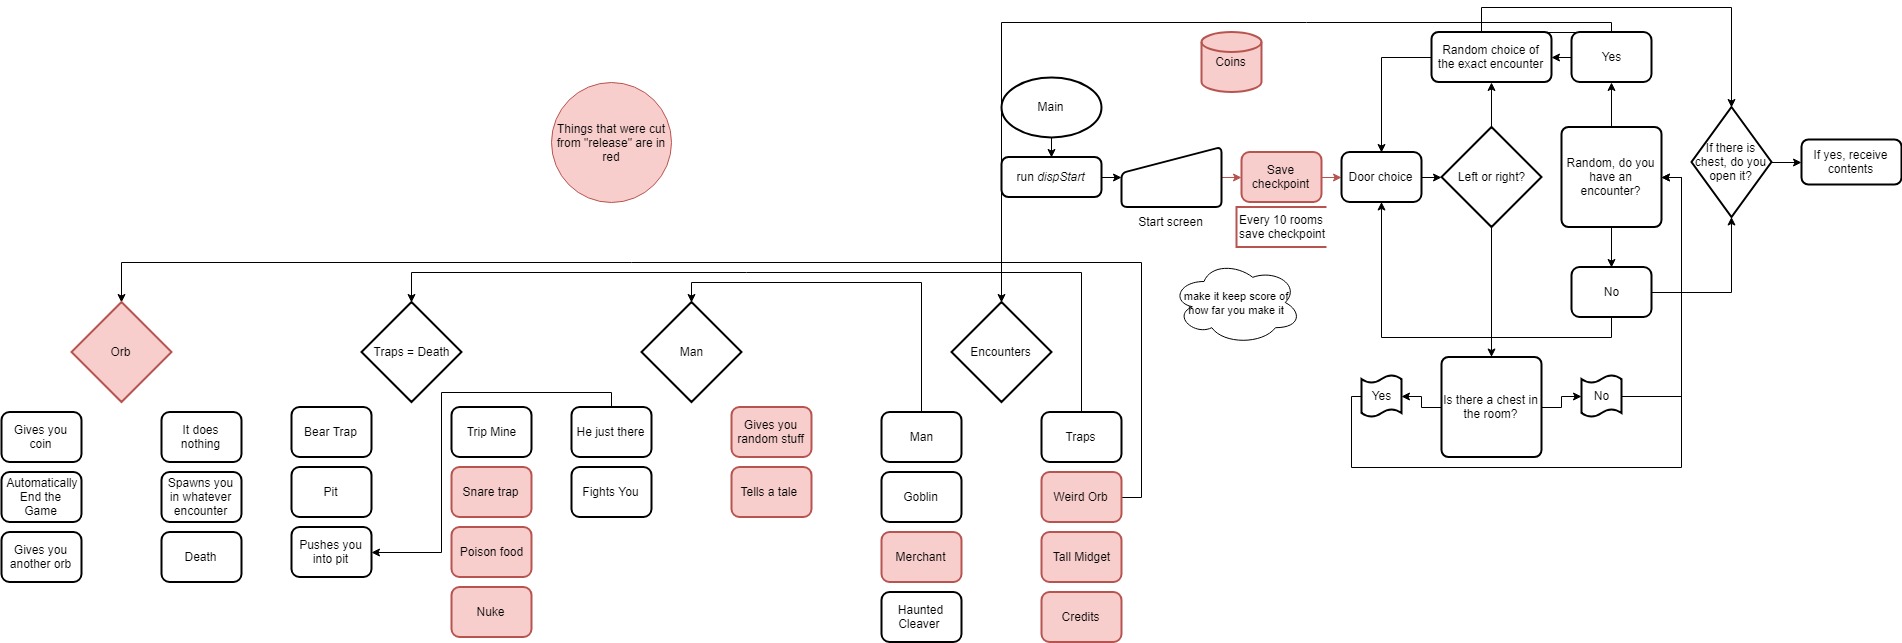 Things that were cut
from "release" are in
red
Coins
Main
run dispStart
Start screen
Save
checkpoint
Every 10 rooms
save checkpoint
make it keep score of
how far you make it
Door choice
Left or right?
Random choice of
the exact encounter
Yes
Random, do you
have an
encounter?
No
If there is
chest, do you
open it?
If yes, receive
contents
Is there a chest in
the room?
Yes
No
Orb
Traps = Death
Man
Encounters
Gives you
coin
Automatically
End the
Game
Gives you
another orb
It does
nothing
Spawns you
in whatever
encounter
Death
Bear Trap
Pit
Pushes you
into pit
Trip Mine
Snare trap
Poison food
Nuke
He just there
Fights You
Gives you
random stuff
Tells a tale
Man
Goblin
Merchant
Haunted
Cleaver
Traps
Weird Orb
Tall Midget
Credits